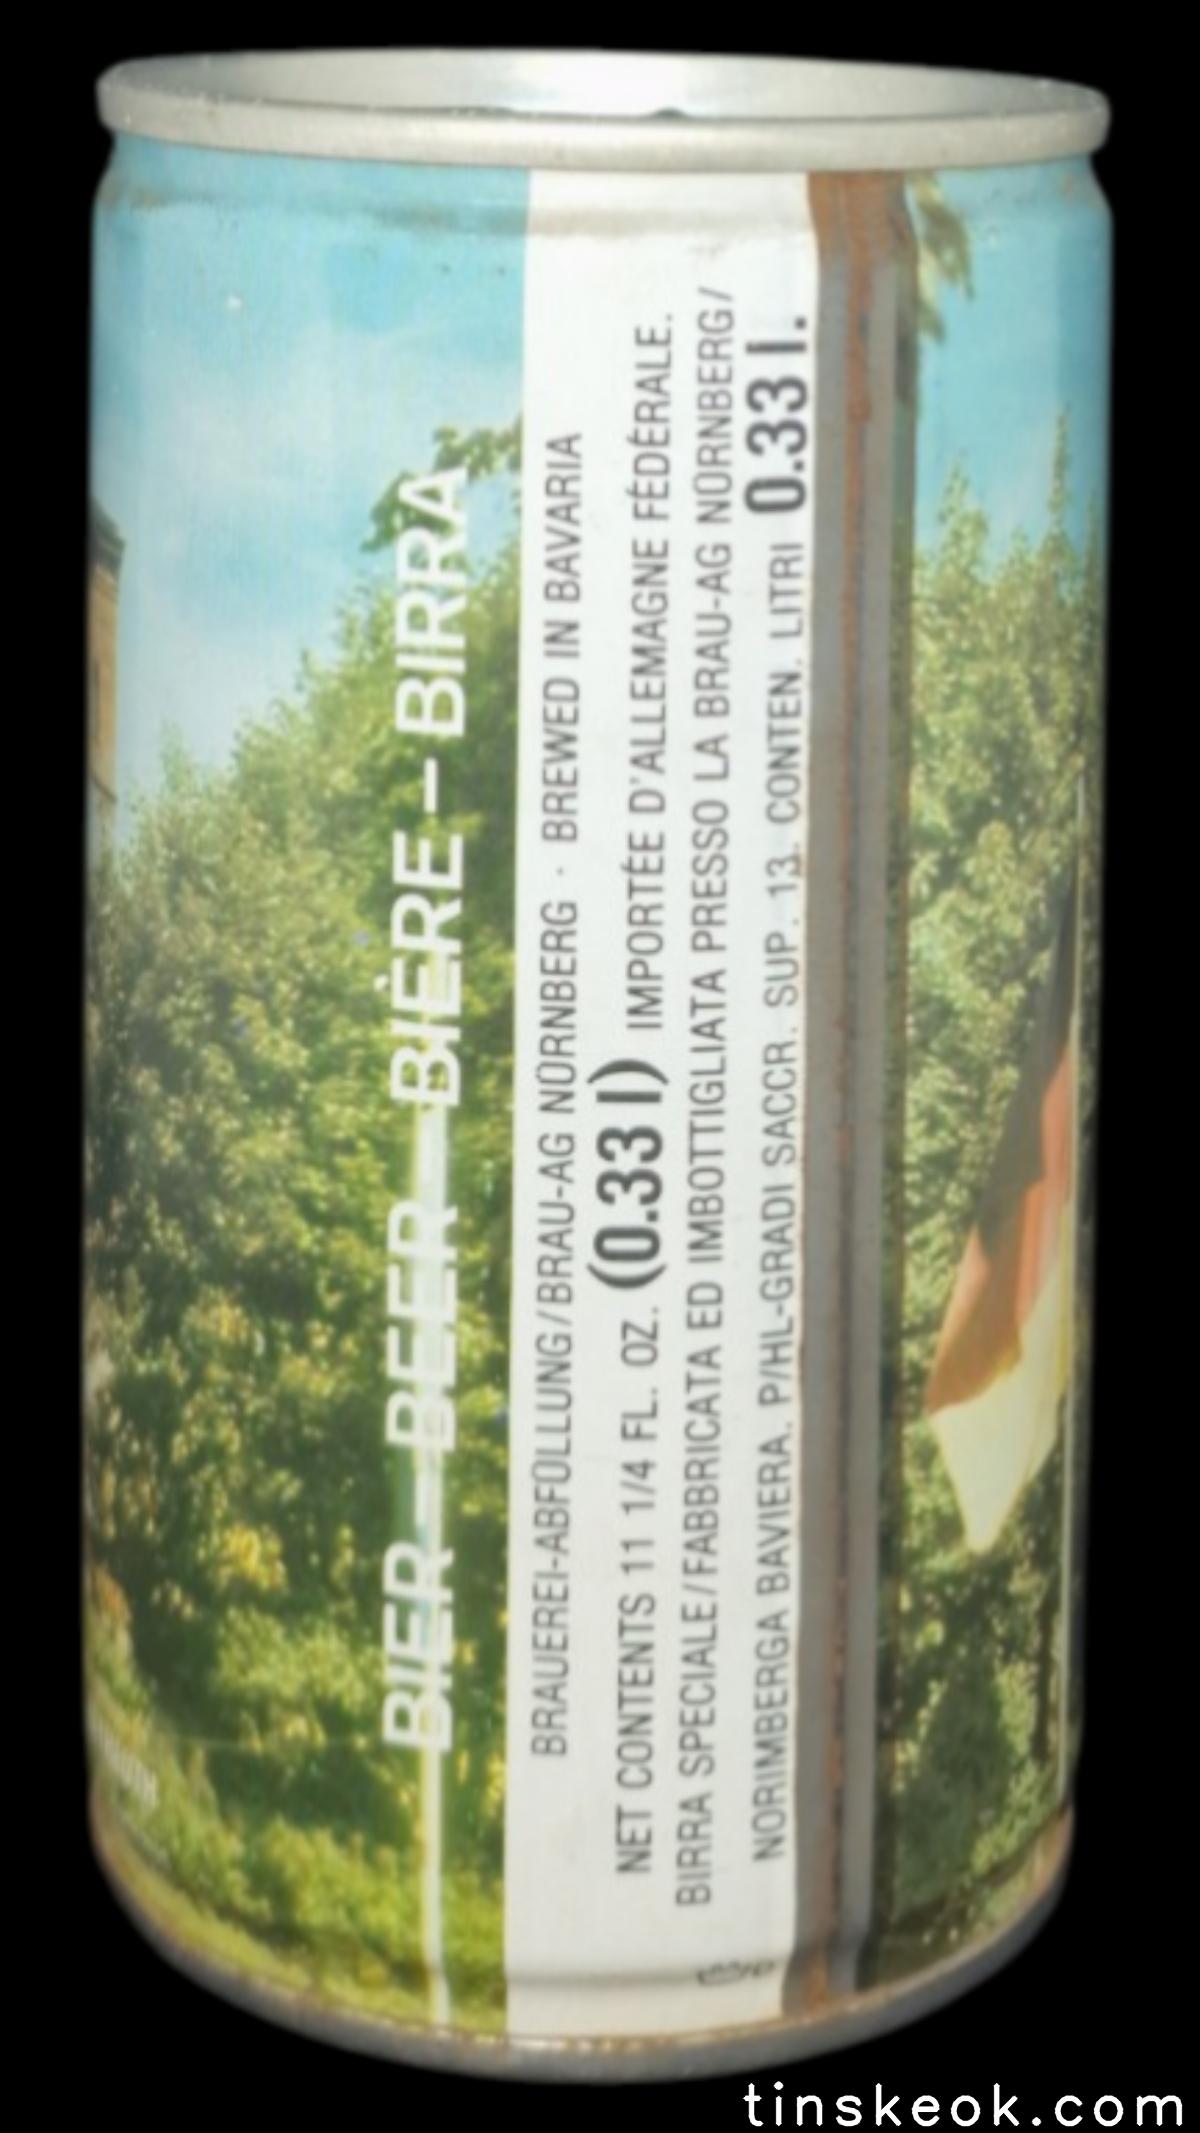 BIER – BEER – BIÈRE – BIRRA
BRAUEREI-ABFÜLLUNG/BRAU-AG NÜRNBERG · BREWED IN BAVARIA
NET CONTENTS 11 1/4 FL. OZ. (0.33 l) IMPORTÉE D'ALLEMAGNE FÉDÉRALE.
BIRRA SPECIALE/FABBRICATA ED IMBOTTIGLIATA PRESSO LA BRAU-AG NÜRNBERG/
NORIMBERGA BAVIERA. P/HL-GRADI SACCR. SUP. 13. CONTEN. LITRI 0.33 l.
tinskeok.com